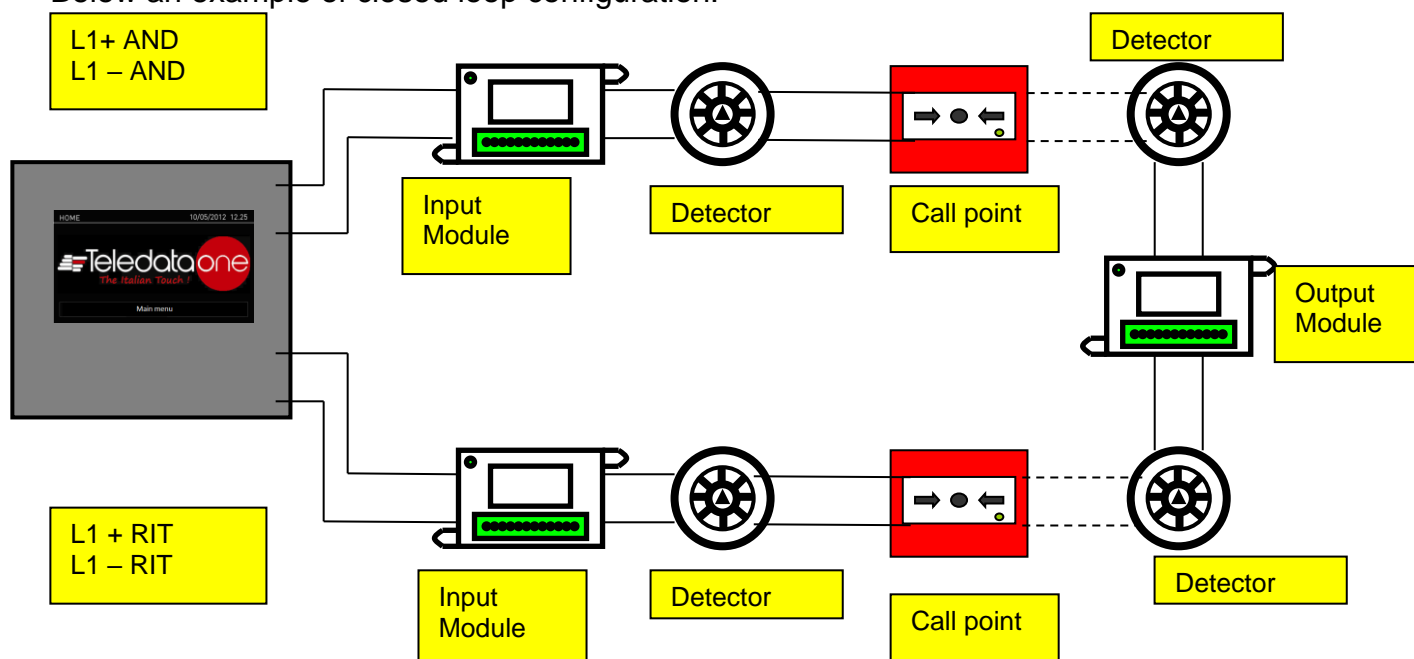 Below an example of closed loop configuration.
L1+ AND
L1 – AND
Detector
Input
Module
Detector
Call point
HOME 10/05/2012 12.25
Teledataone
The Italian Touch !
Main menu
Output
Module
L1 + RIT
L1 – RIT
Input
Module
Detector
Call point
Detector